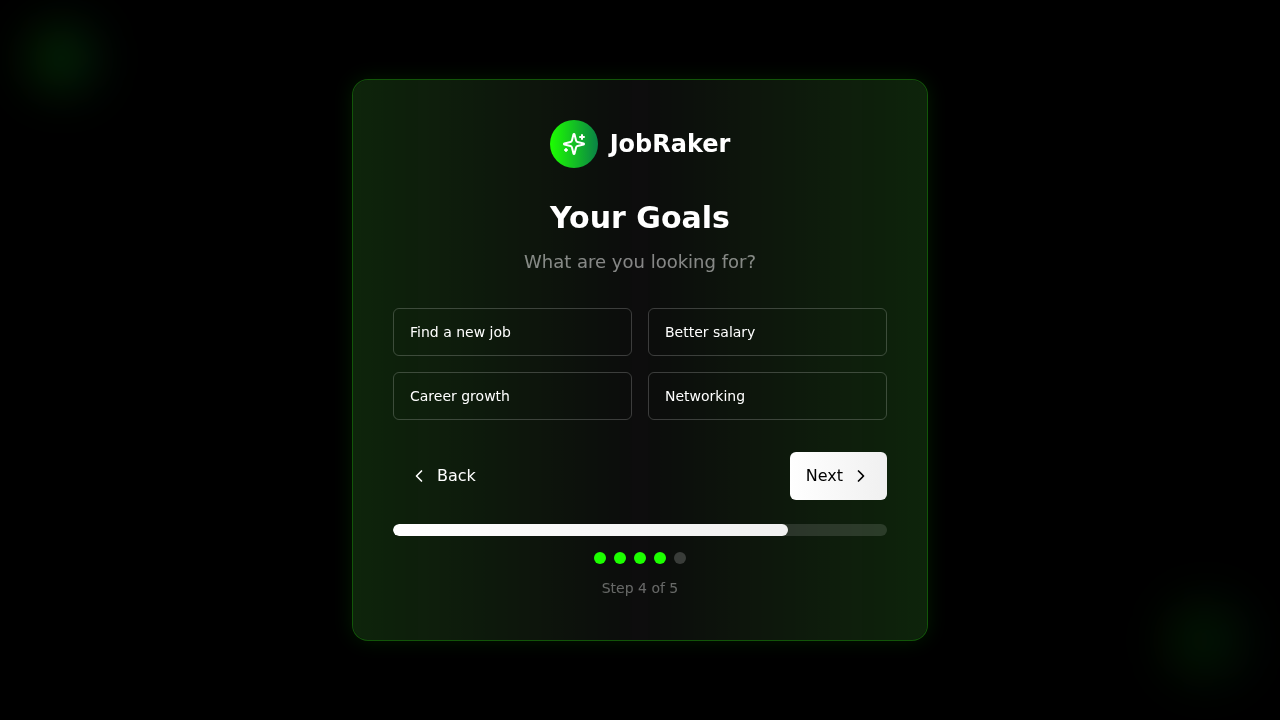 JobRaker
Your Goals
What are you looking for?
Find a new job
Better salary
Career growth
Networking
Back
Next
Step 4 of 5